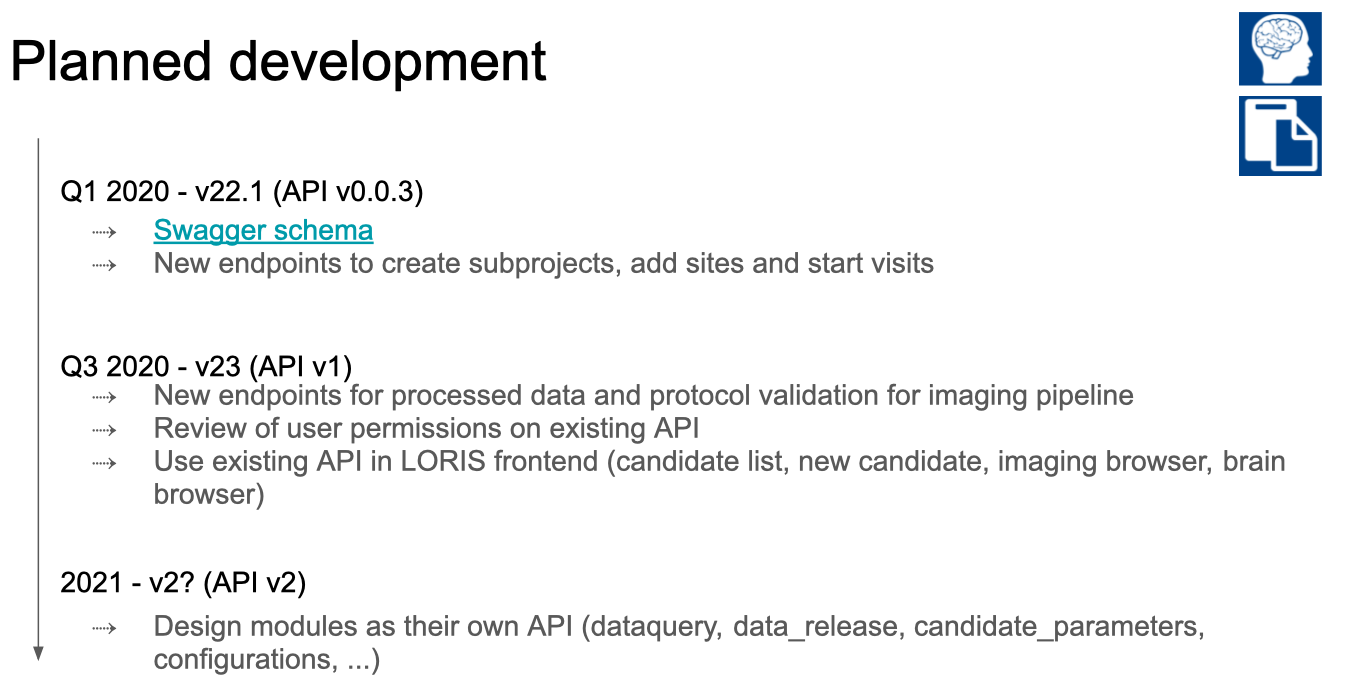 Planned development
Q1 2020 - v22.1 (API v0.0.3)
Swagger schema
New endpoints to create subprojects, add sites and start visits
Q3 2020 - v23 (API v1)
New endpoints for processed data and protocol validation for imaging pipeline
Review of user permissions on existing API
Use existing API in LORIS frontend (candidate list, new candidate, imaging browser, brain
browser)
2021 - v2? (API v2)
Design modules as their own API (dataquery, data_release, candidate_parameters,
configurations, ...)